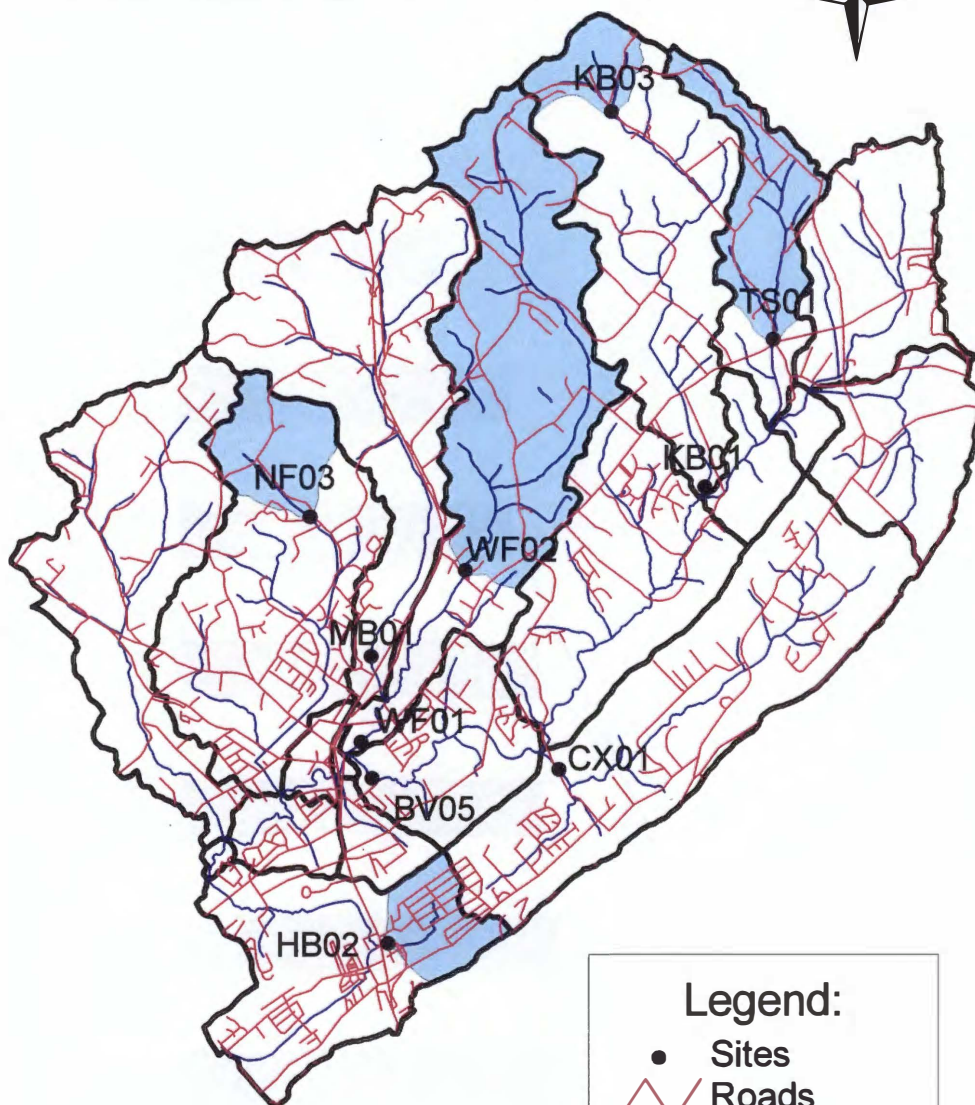 KB03
TS01
NF03
KB01
WF02
MB01
WF01
CX01
BV05
HB02
Legend:
Sites
Roads